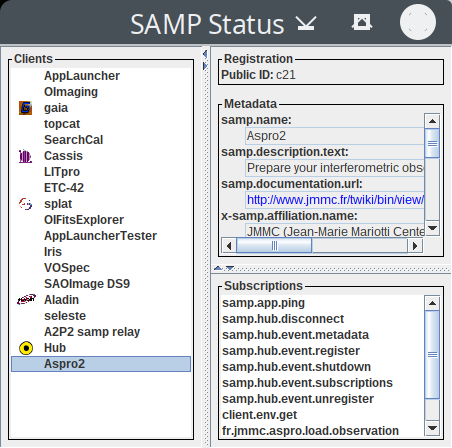 SAMP Status
Clients
AppLauncher
OImaging
gaia
topcat
SearchCal
Cassis
LITpro
ETC-42
splat
OIFitsExplorer
AppLauncherTester
Iris
VOSpec
SAOImage DS9
Aladin
seleste
A2P2 samp relay
Hub
Aspro2
Registration
Public ID: c21
Metadata
samp.name:
Aspro2
samp.description.text:
Prepare your interferometric obs
samp.documentation.url:
http://www.jmmc.fr/twiki/bin/view/
x-samp.affiliation.name:
JMMC (Jean-Marie Mariotti Cente
Subscriptions
samp.app.ping
samp.hub.disconnect
samp.hub.event.metadata
samp.hub.event.register
samp.hub.event.shutdown
samp.hub.event.subscriptions
samp.hub.event.unregister
client.env.get
fr.jmmc.aspro.load.observation